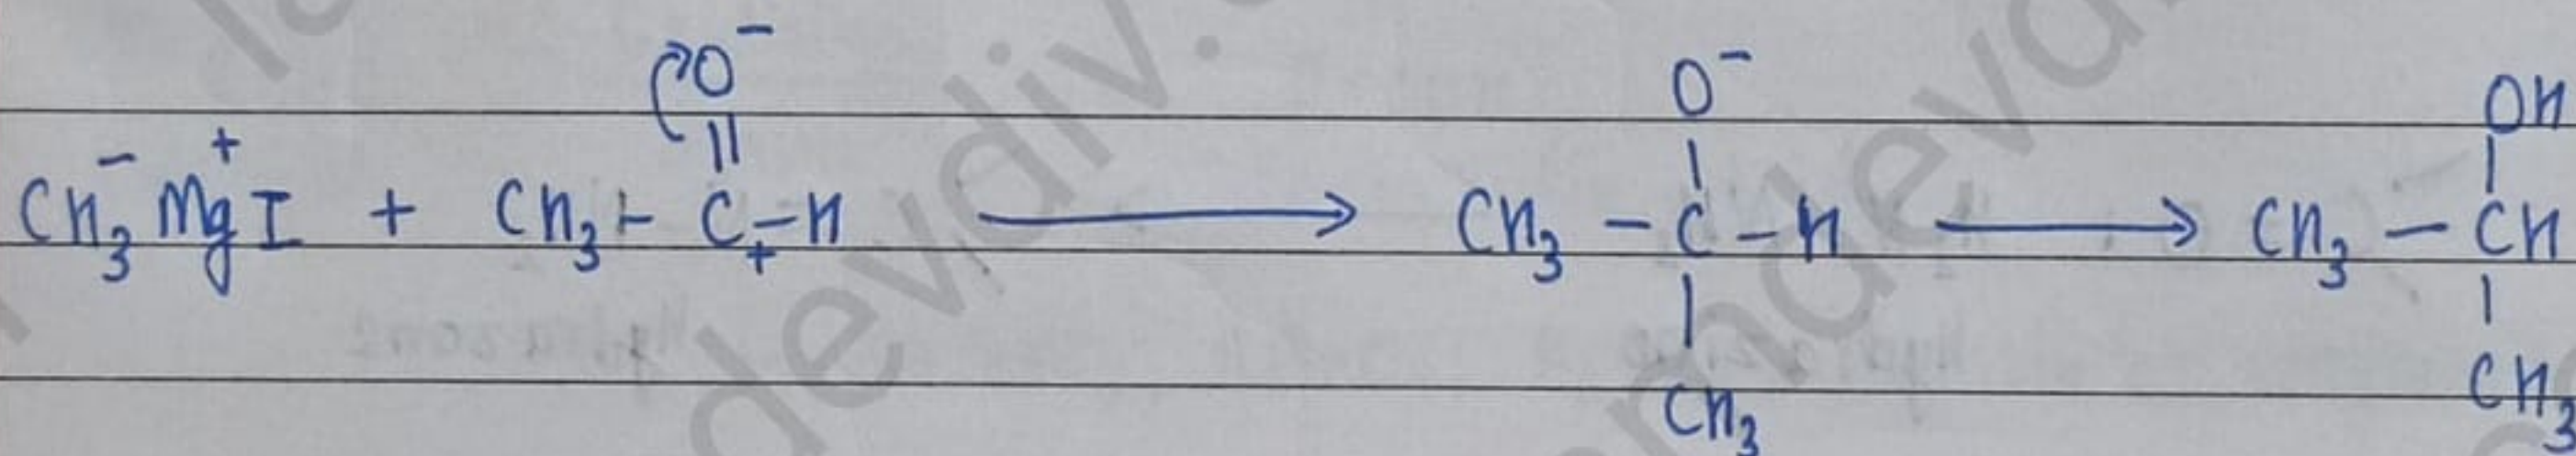 CH₃⁻ Mg⁺ I + CH₃ – C⁺(=O⁻) – H ⟶ CH₃ – C(O⁻)(CH₃) – H ⟶ CH₃ – CH(OH) – CH₃